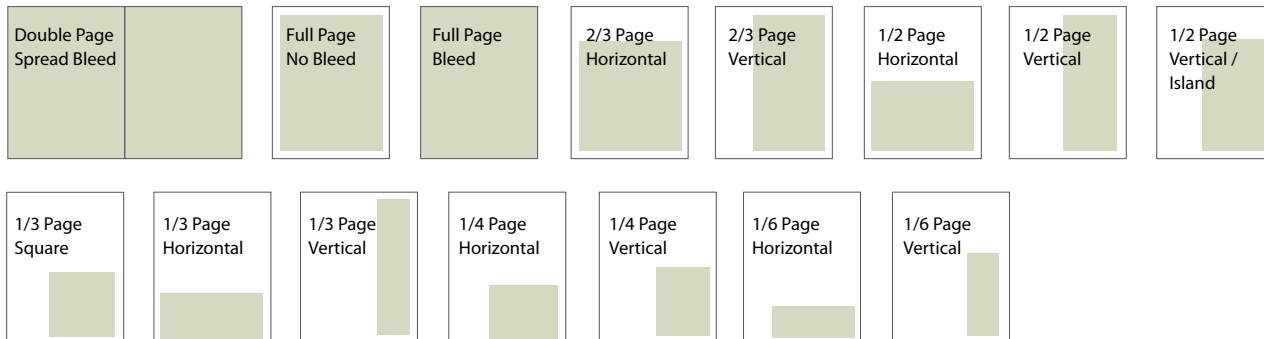 Double Page
Spread Bleed
Full Page
No Bleed
Full Page
Bleed
2/3 Page
Horizontal
2/3 Page
Vertical
1/2 Page
Horizontal
1/2 Page
Vertical
1/2 Page
Vertical /
Island
1/3 Page
Square
1/3 Page
Horizontal
1/3 Page
Vertical
1/4 Page
Horizontal
1/4 Page
Vertical
1/6 Page
Horizontal
1/6 Page
Vertical